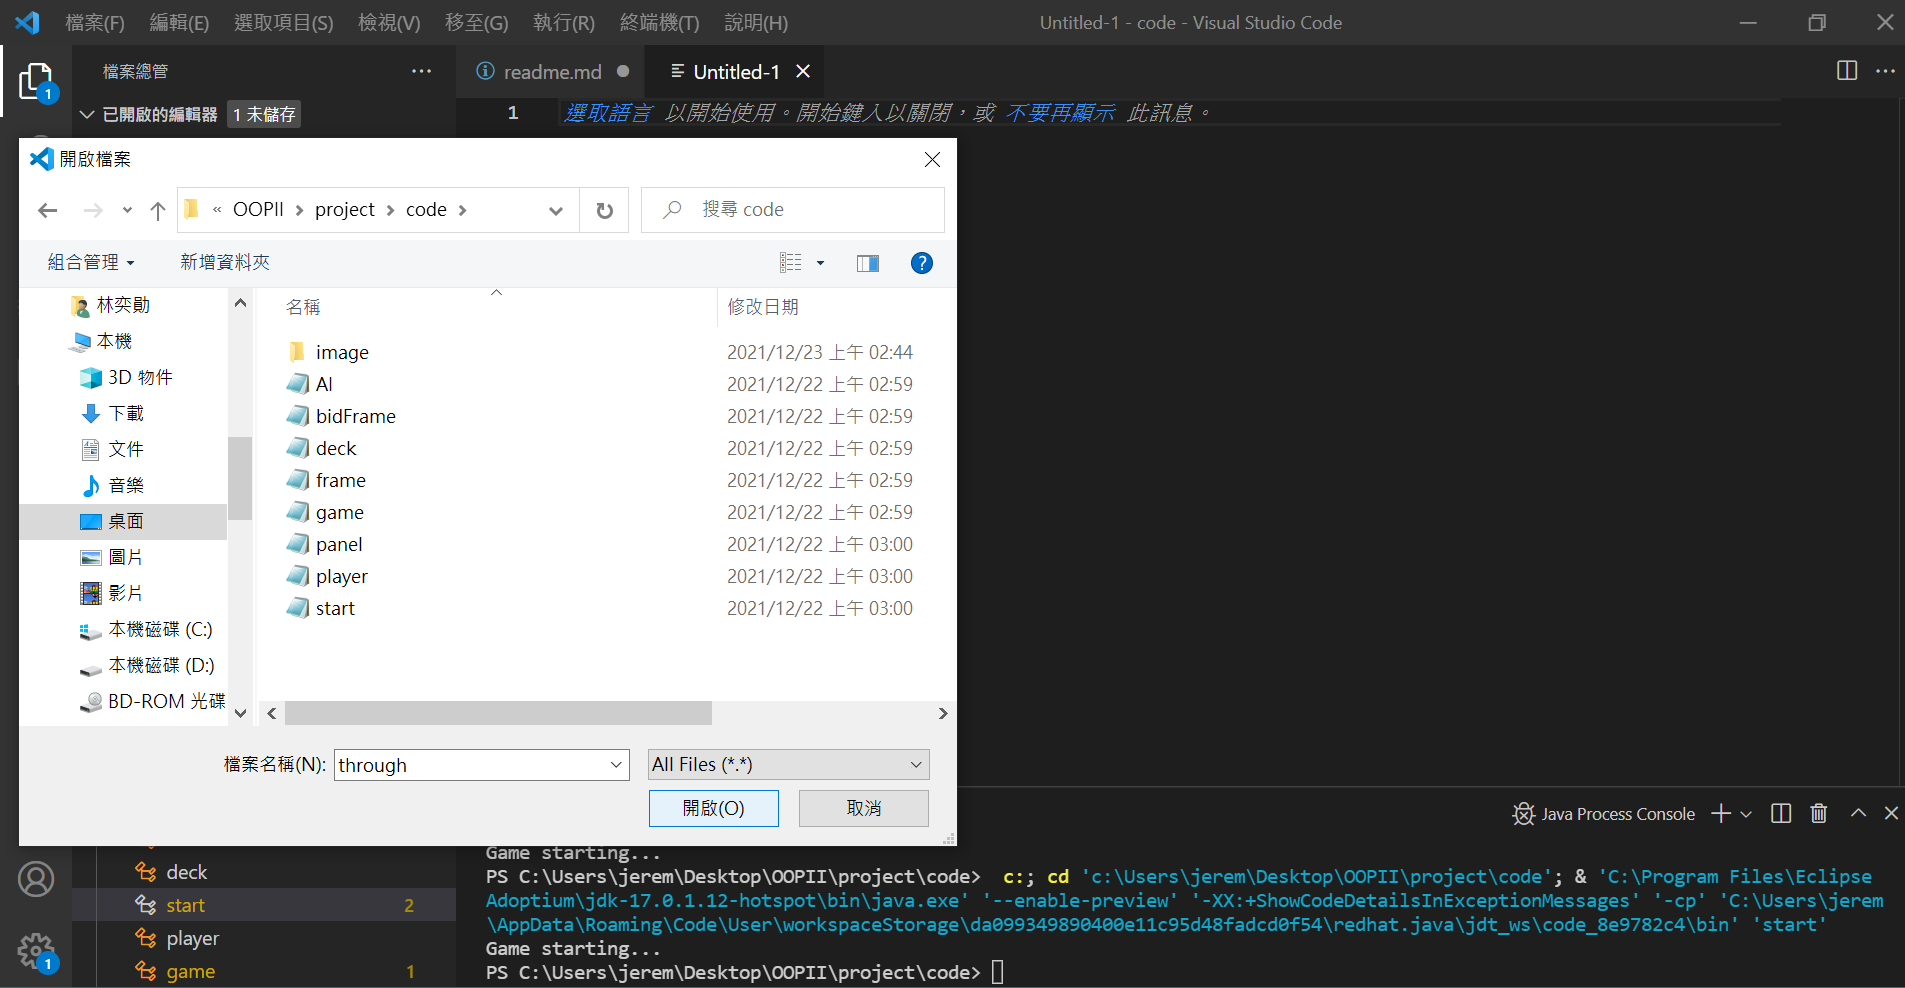 檔案(F) 編輯(E) 選取項目(S) 檢視(V) 移至(G) 執行(R) 終端機(T) 說明(H) Untitled-1 - code - Visual Studio Code
檔案總管
readme.md Untitled-1
1 已開啟的編輯器 1 未儲存
1 選取語言 以開始使用。開始鍵入以關閉，或 不要再顯示 此訊息。
開啟檔案
« OOPII project code
搜尋 code
組合管理 新增資料夾
?
名稱 修改日期
林奕勛
本機
3D 物件
下載
文件
音樂
桌面
圖片
影片
本機磁碟 (C:)
本機磁碟 (D:)
BD-ROM 光碟
image 2021/12/23 上午 02:44
AI 2021/12/22 上午 02:59
bidFrame 2021/12/22 上午 02:59
deck 2021/12/22 上午 02:59
frame 2021/12/22 上午 02:59
game 2021/12/22 上午 02:59
panel 2021/12/22 上午 03:00
player 2021/12/22 上午 03:00
start 2021/12/22 上午 03:00
檔案名稱(N): through All Files (*.*)
開啟(O) 取消
Java Process Console
deck
start 2
player
1 game 1
Game starting...
PS C:\Users\jerem\Desktop\OOPII\project\code> c:; cd 'c:\Users\jerem\Desktop\OOPII\project\code'; & 'C:\Program Files\Eclipse
Adoptium\jdk-17.0.1.12-hotspot\bin\java.exe' '--enable-preview' '-XX:+ShowCodeDetailsInExceptionMessages' '-cp' 'C:\Users\jerem
\AppData\Roaming\Code\User\workspaceStorage\da099349890400e11c95d48fadcd0f54\redhat.java\jdt_ws\code_8e9782c4\bin' 'start'
Game starting...
PS C:\Users\jerem\Desktop\OOPII\project\code>